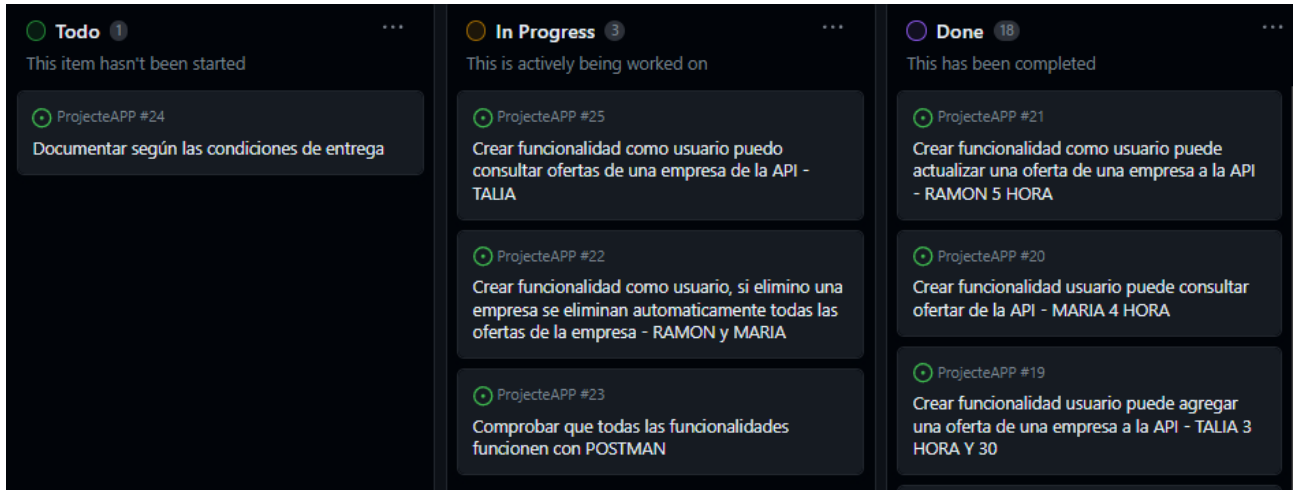 Todo 1 ...
This item hasn't been started
ProjecteAPP #24
Documentar según las condiciones de entrega
In Progress 3 ...
This is actively being worked on
ProjecteAPP #25
Crear funcionalidad como usuario puedo
consultar ofertas de una empresa de la API -
TALIA
ProjecteAPP #22
Crear funcionalidad como usuario, si elimino una
empresa se eliminan automaticamente todas las
ofertas de la empresa - RAMON y MARIA
ProjecteAPP #23
Comprobar que todas las funcionalidades
funcionen con POSTMAN
Done 18 ...
This has been completed
ProjecteAPP #21
Crear funcionalidad como usuario puede
actualizar una oferta de una empresa a la API
- RAMON 5 HORA
ProjecteAPP #20
Crear funcionalidad usuario puede consultar
ofertar de la API - MARIA 4 HORA
ProjecteAPP #19
Crear funcionalidad usuario puede agregar
una oferta de una empresa a la API - TALIA 3
HORA Y 30